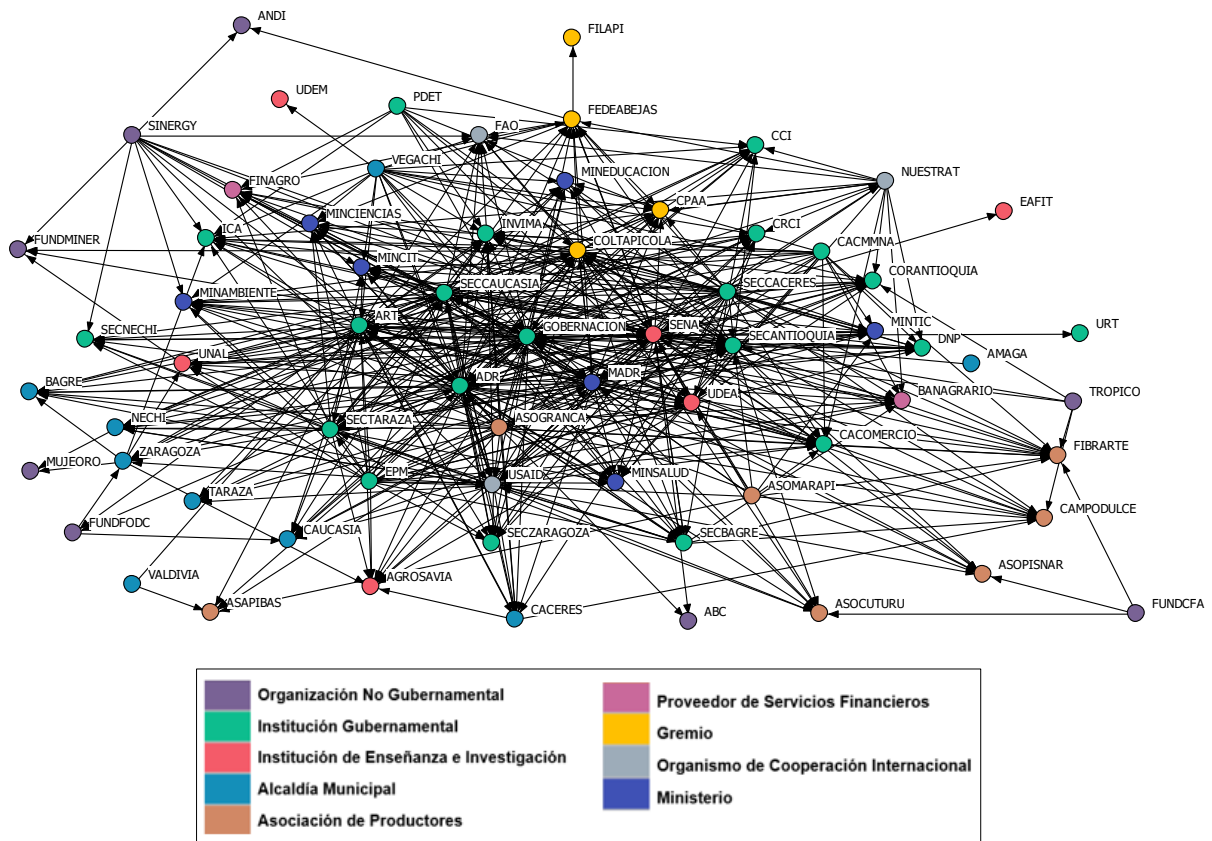 ANDI
FILAPI
UDEM
PDET
FEDEABEJAS
SINERGY
FAO
CCI
VEGACHI
MINEDUCACION
NUESTRAT
FINAGRO
CPAA
EAFIT
MINCIENCIAS
ICA
INVIMA
CRCI
CACMMNA
FUNDMINER
COLTAPICOLA
MINCIT
CORANTIOQUIA
SECCAUCASIA
SECCACERES
MINAMBIENTE
ART
GOBERNACION
SENA
MINTIC
URT
SECNECHI
SECANTIOQUIA
DNP
UNAL
AMAGA
BAGRE
ADR
MADR
UDEA
BANAGRARIO
TROPICO
NECHI
SECTARAZA
ASOGRANCA
CACOMERCIO
FIBRARTE
MUJEORO
ZARAGOZA
EPM
USAID
MINSALUD
ASOMARAPI
TARAZA
CAMPODULCE
FUNDFODC
CAUCASIA
SECZARAGOZA
SECBAGRE
ASOPISNAR
VALDIVIA
AGROSAVIA
ASAPIBAS
CACERES
ABC
ASOCUTURU
FUNDCFA
Organización No Gubernamental
Institución Gubernamental
Institución de Enseñanza e Investigación
Alcaldía Municipal
Asociación de Productores
Proveedor de Servicios Financieros
Gremio
Organismo de Cooperación Internacional
Ministerio